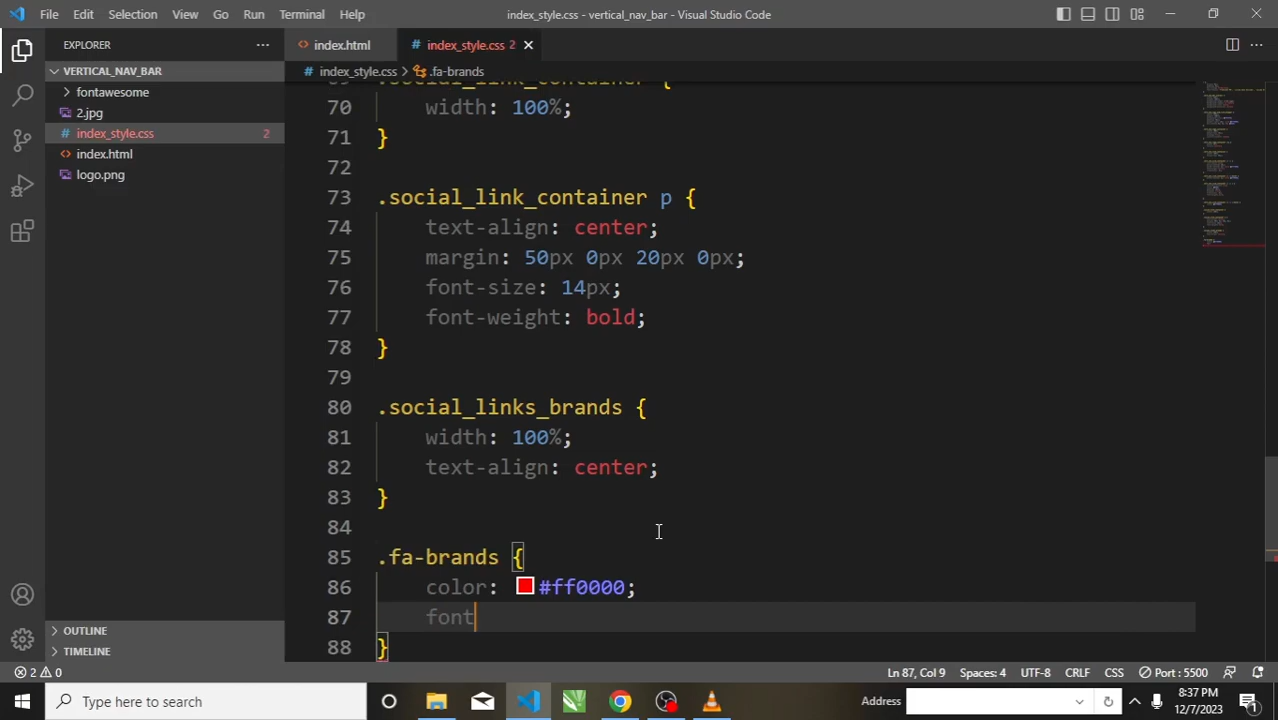 File Edit Selection View Go Run Terminal Help
index_style.css - vertical_nav_bar - Visual Studio Code
EXPLORER
VERTICAL_NAV_BAR
fontawesome
2.jpg
index_style.css 2
index.html
logo.png
OUTLINE
TIMELINE
index.html
index_style.css 2
index_style.css > .fa-brands
69 .social_link_container {
70 width: 100%;
71 }
72
73 .social_link_container p {
74 text-align: center;
75 margin: 50px 0px 20px 0px;
76 font-size: 14px;
77 font-weight: bold;
78 }
79
80 .social_links_brands {
81 width: 100%;
82 text-align: center;
83 }
84
85 .fa-brands {
86 color: #ff0000;
87 font
88 }
2 0
Ln 87, Col 9 Spaces: 4 UTF-8 CRLF CSS Port : 5500
Type here to search
Address
8:37 PM
12/7/2023
1